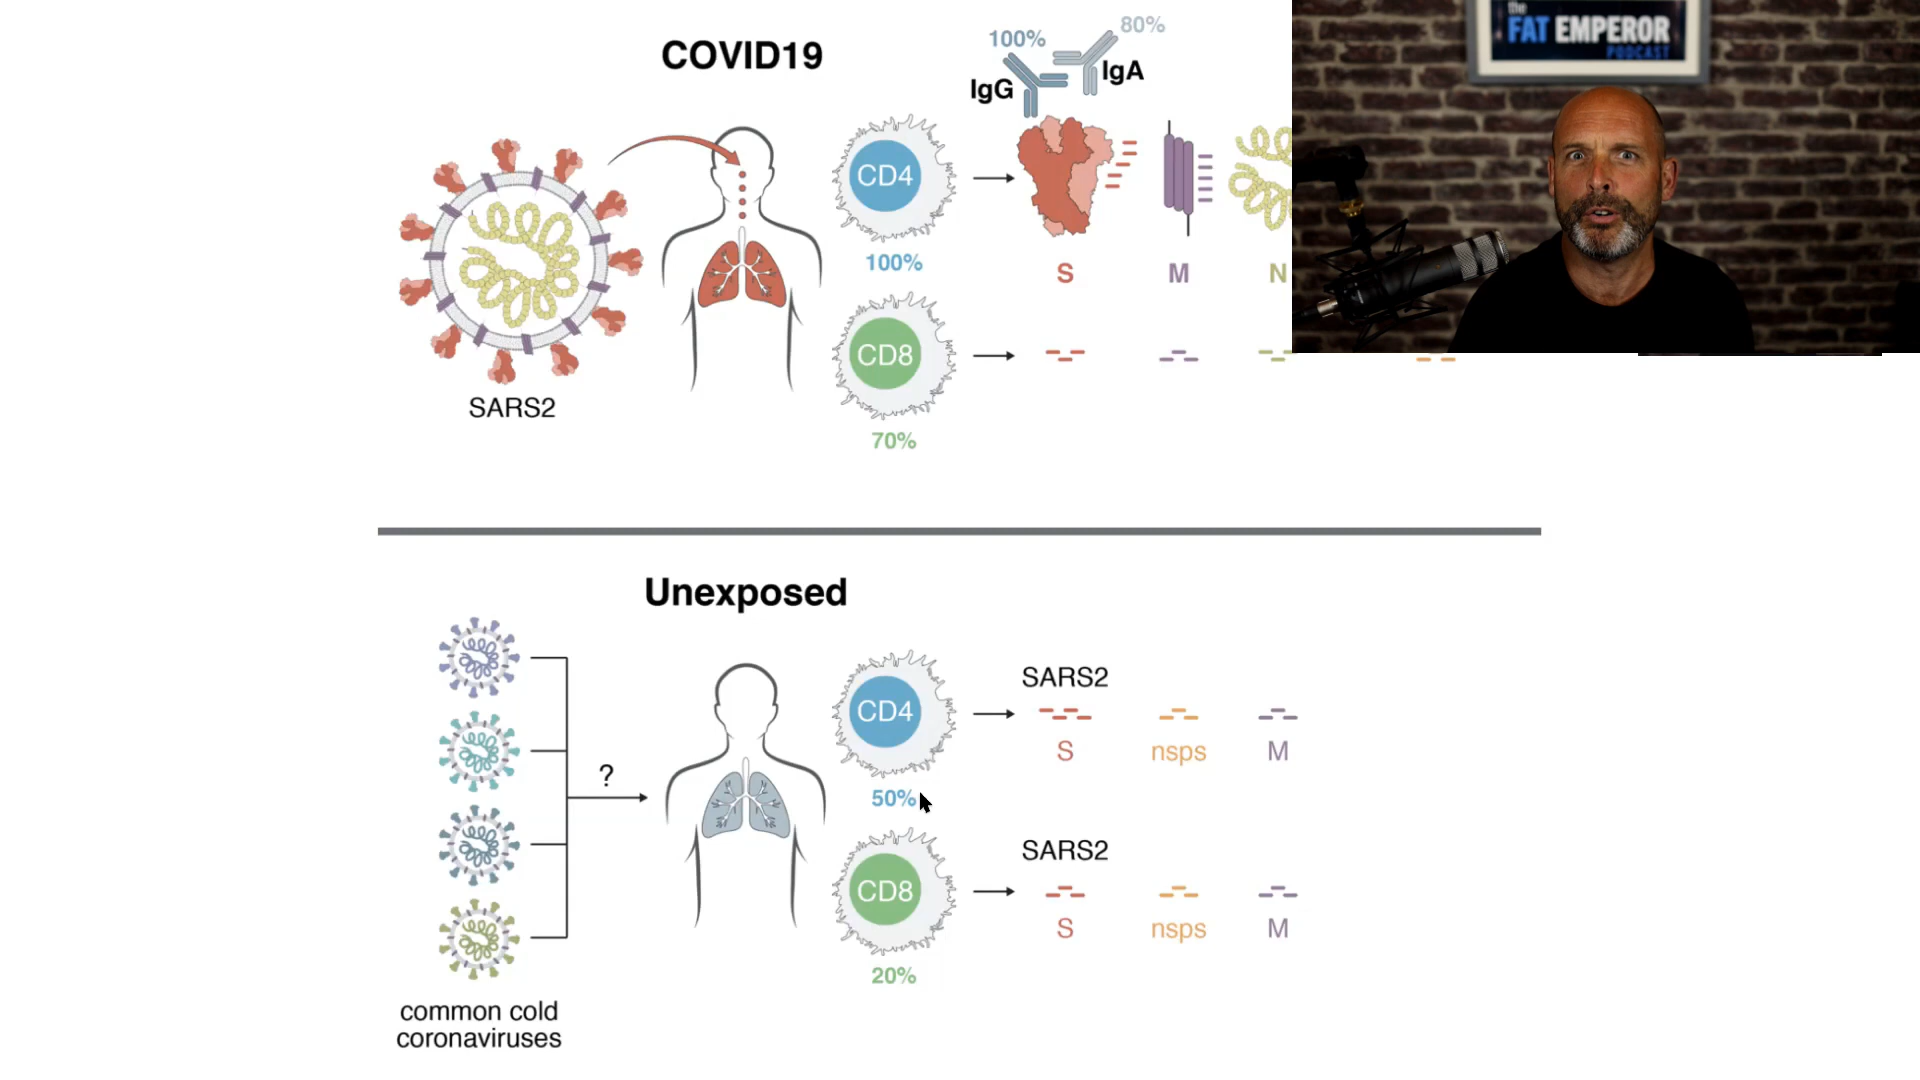 COVID19
100%
80%
IgG
IgA
CD4
100%
S
M
N
CD8
70%
SARS2
the
FAT EMPEROR
PODCAST
Unexposed
?
CD4
50%
SARS2
S
nsps
M
CD8
20%
SARS2
S
nsps
M
common cold
coronaviruses